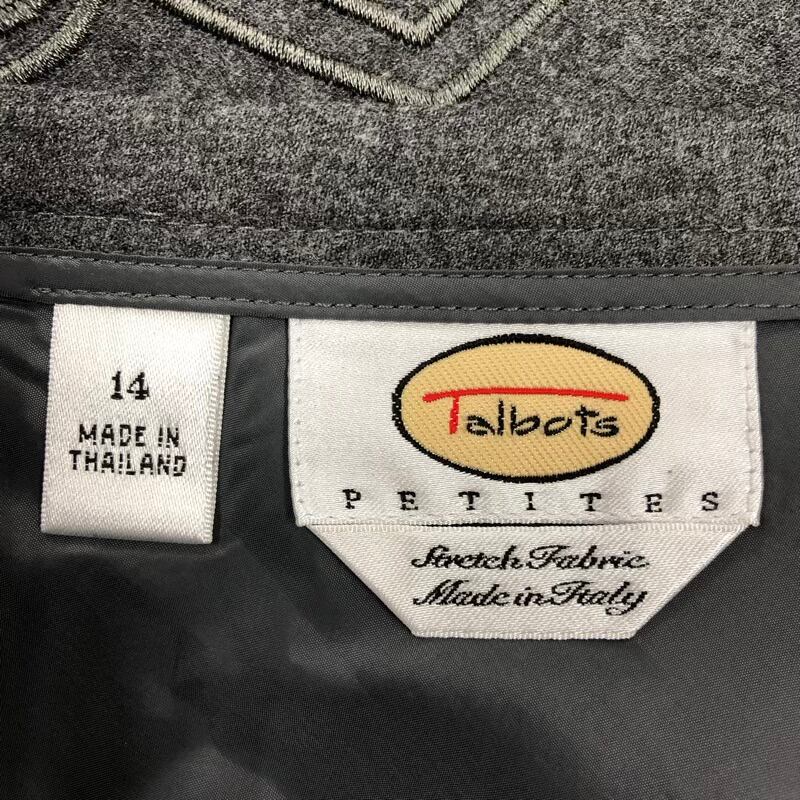 14
MADE IN
THAILAND
Talbots
PETITES
Stretch Fabric
Made in Italy